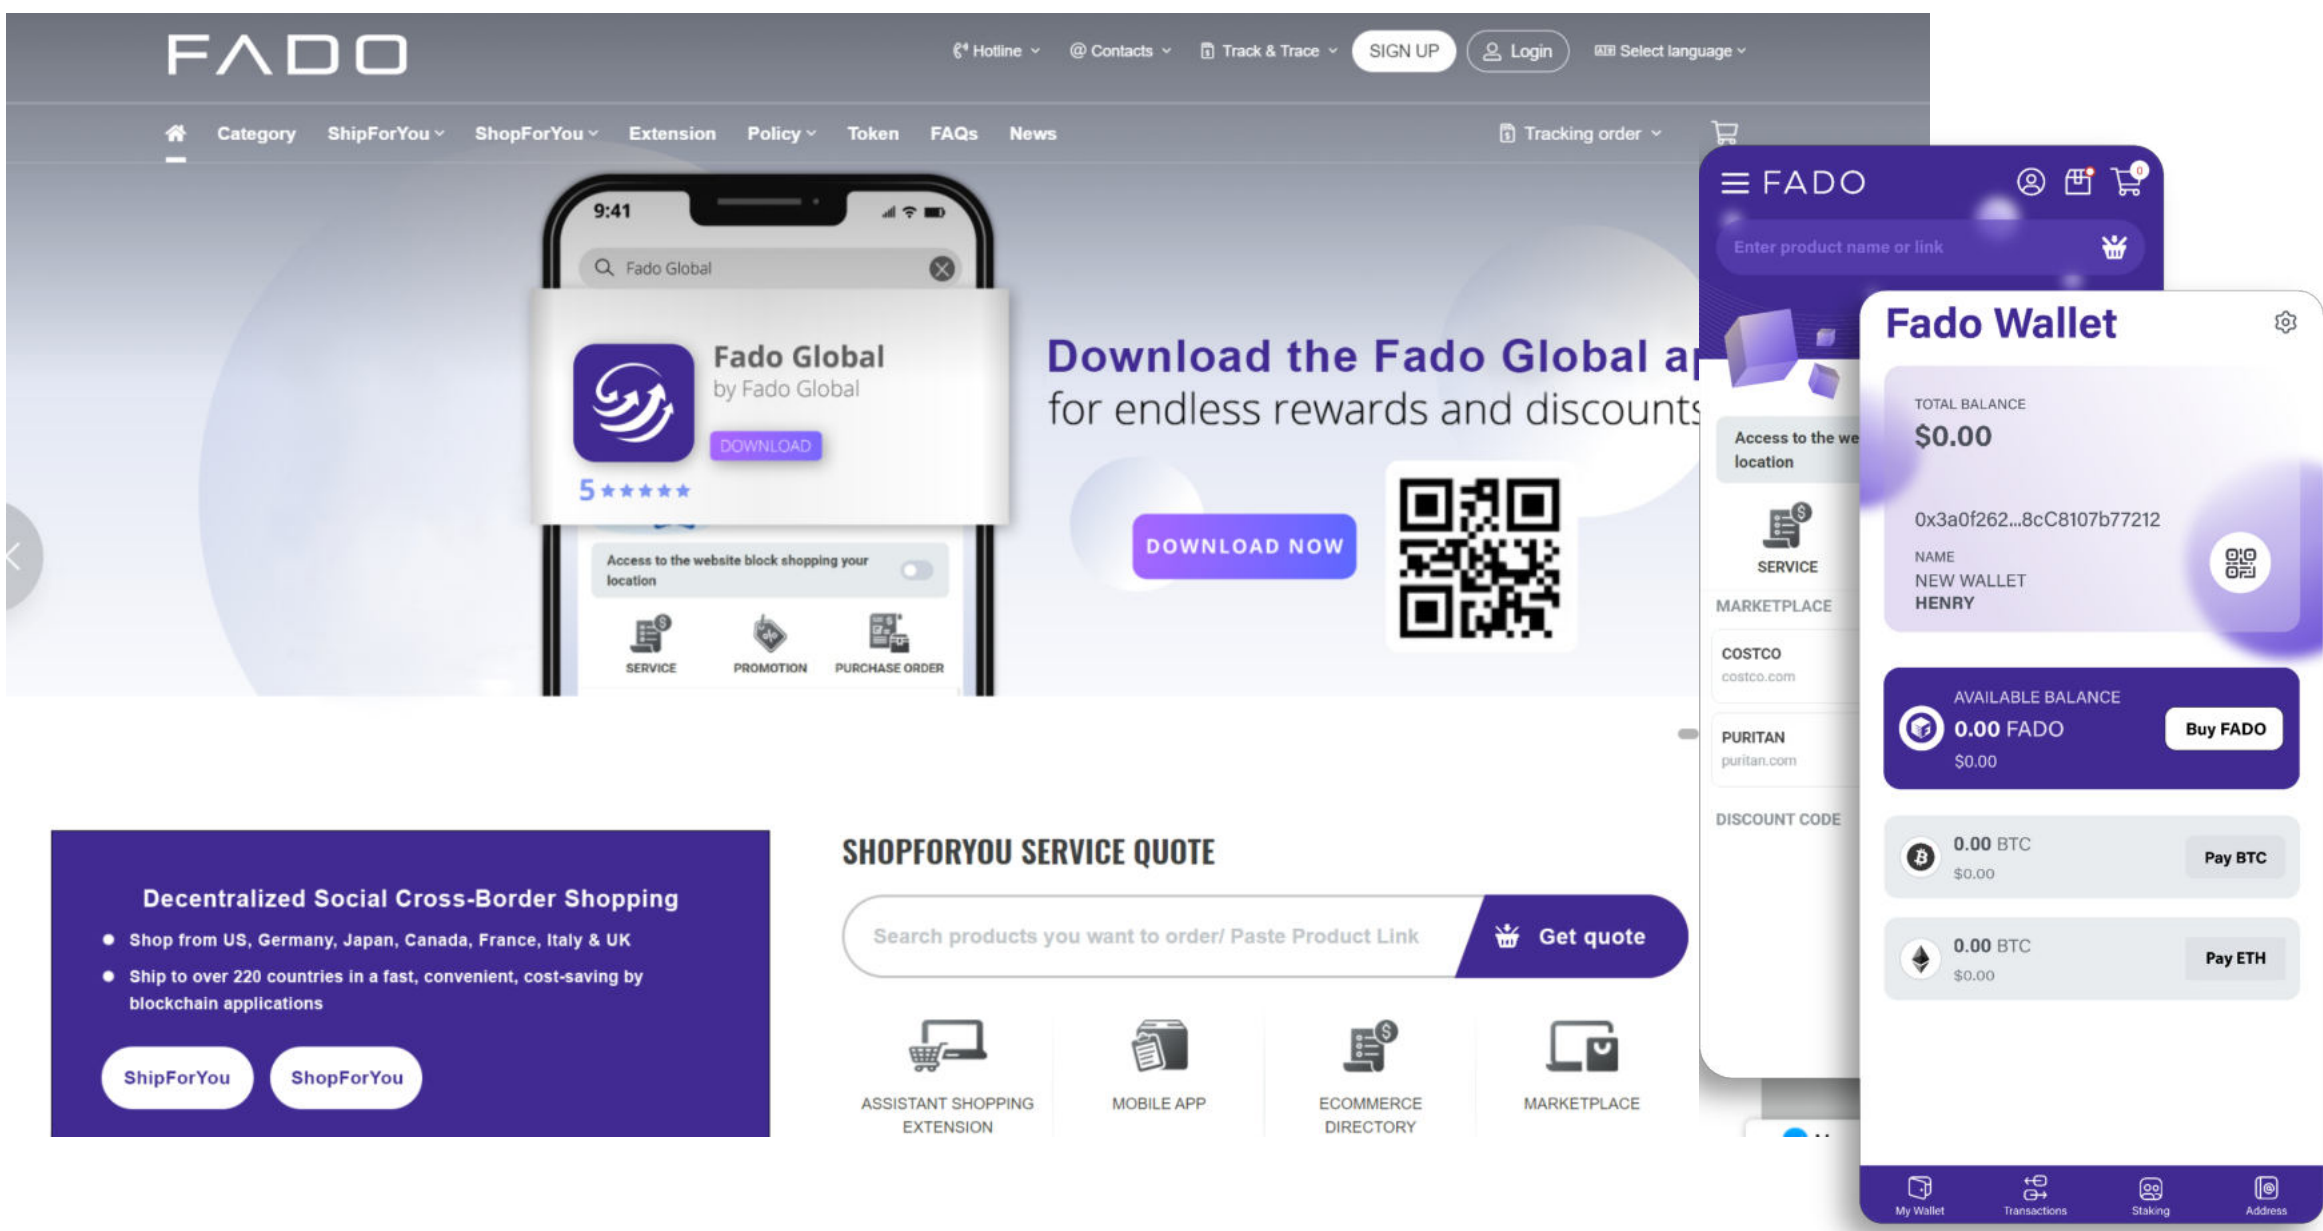 FADO
Hotline
@ Contacts
Track & Trace
SIGN UP
Login
Select language
Category
ShipForYou
ShopForYou
Extension
Policy
Token
FAQs
News
Tracking order
9:41
Fado Global
Fado Global
by Fado Global
DOWNLOAD
5
Access to the website block shopping your
location
SERVICE
PROMOTION
PURCHASE ORDER
Download the Fado Global
for endless rewards and discounts
DOWNLOAD NOW
Decentralized Social Cross-Border Shopping
Shop from US, Germany, Japan, Canada, France, Italy & UK
Ship to over 220 countries in a fast, convenient, cost-saving by
blockchain applications
ShipForYou
ShopForYou
SHOPFORYOU SERVICE QUOTE
Search products you want to order/ Paste Product Link
Get quote
ASSISTANT SHOPPING
EXTENSION
MOBILE APP
ECOMMERCE
DIRECTORY
MARKETPLACE
FADO
0
Enter product name or link
Access to the we
location
SERVICE
MARKETPLACE
COSTCO
costco.com
PURITAN
puritan.com
DISCOUNT CODE
Fado Wallet
TOTAL BALANCE
$0.00
0x3a0f262...8cC8107b77212
NAME
NEW WALLET
HENRY
AVAILABLE BALANCE
0.00 FADO
$0.00
Buy FADO
0.00 BTC
$0.00
Pay BTC
0.00 BTC
$0.00
Pay ETH
My Wallet
Transactions
Staking
Address